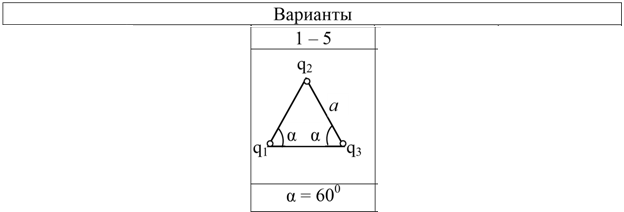 Варианты
1 – 5
q₂
a
α α
q₁ q₃
α = 60⁰